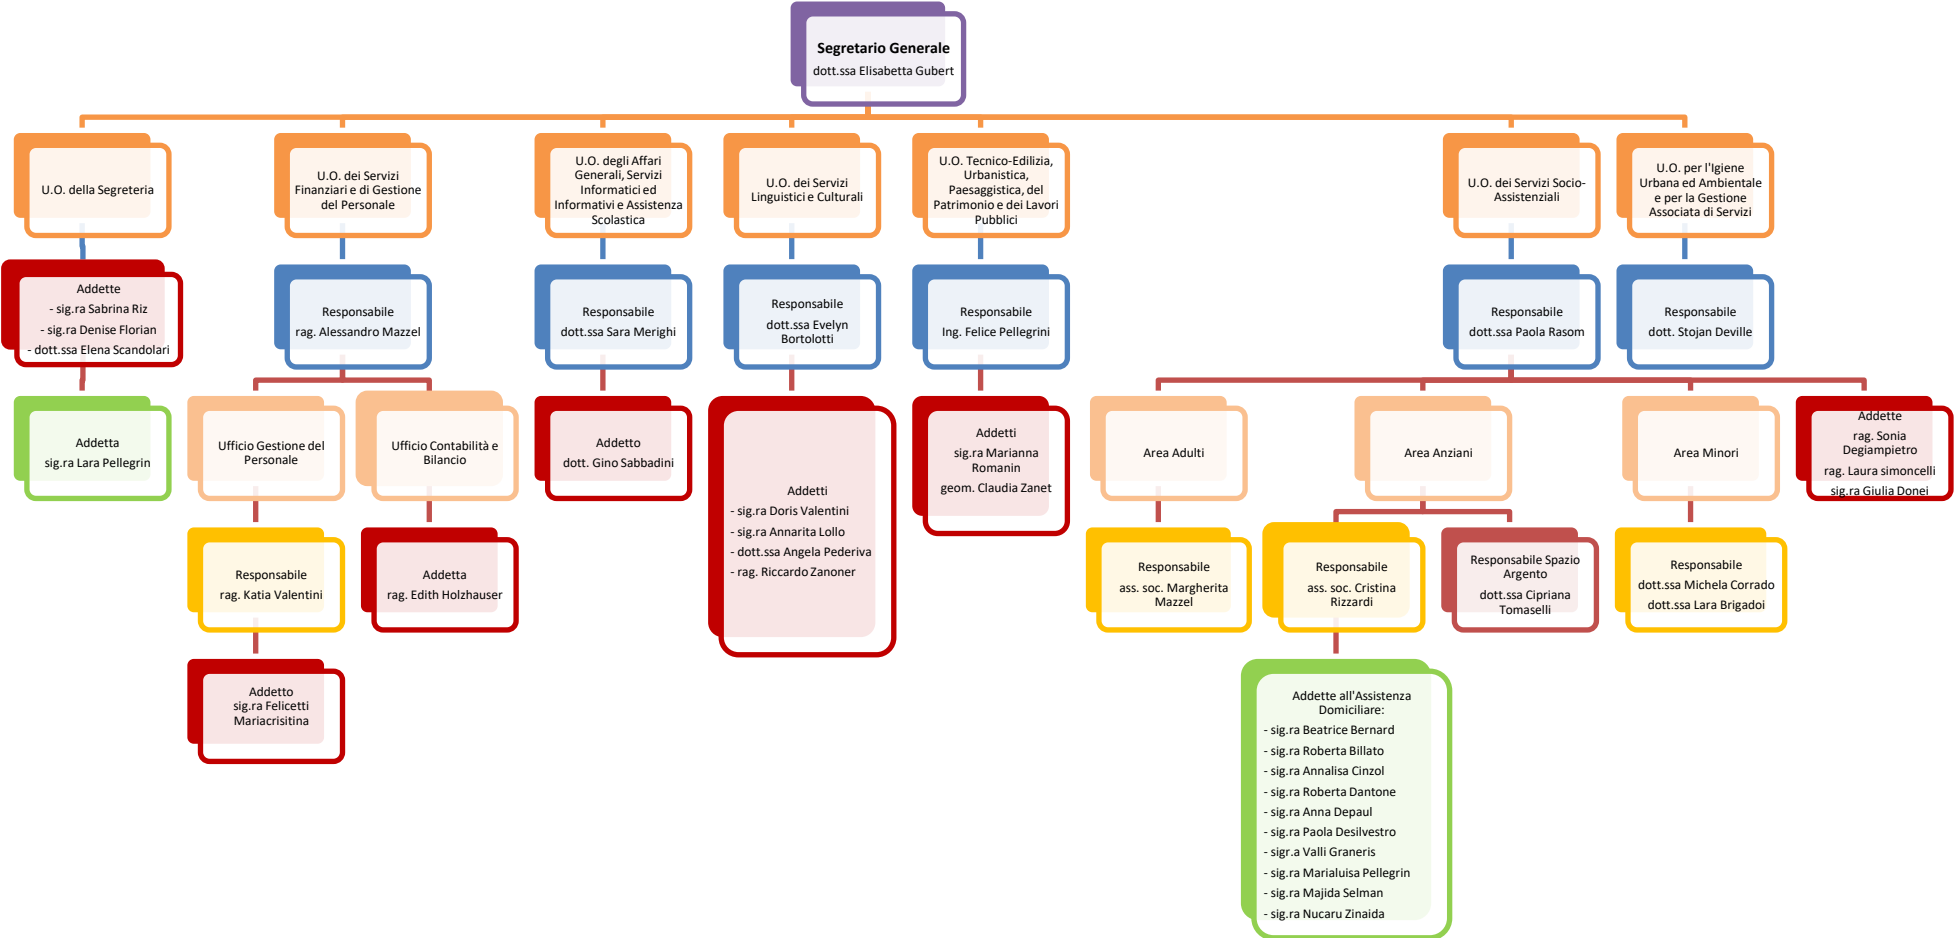 Segretario Generale
dott.ssa Elisabetta Gubert
U.O. della Segreteria
U.O. dei Servizi
Finanziari e di Gestione
del Personale
U.O. degli Affari
Generali, Servizi
Informatici ed
Informativi e Assistenza
Scolastica
U.O. dei Servizi
Linguistici e Culturali
U.O. Tecnico-Edilizia,
Urbanistica,
Paesaggistica, del
Patrimonio e dei Lavori
Pubblici
U.O. dei Servizi Socio-
Assistenziali
U.O. per l'Igiene
Urbana ed Ambientale
e per la Gestione
Associata di Servizi
Addette
- sig.ra Sabrina Riz
- sig.ra Denise Florian
- dott.ssa Elena Scandolari
Responsabile
rag. Alessandro Mazzel
Responsabile
dott.ssa Sara Merighi
Responsabile
dott.ssa Evelyn
Bortolotti
Responsabile
Ing. Felice Pellegrini
Responsabile
dott.ssa Paola Rasom
Responsabile
dott. Stojan Deville
Addetta
sig.ra Lara Pellegrin
Ufficio Gestione del
Personale
Ufficio Contabilità e
Bilancio
Addetto
dott. Gino Sabbadini
Addetti
- sig.ra Doris Valentini
- sig.ra Annarita Lollo
- dott.ssa Angela Pederiva
- rag. Riccardo Zanoner
Addetti
sig.ra Marianna
Romanin
geom. Claudia Zanet
Area Adulti
Area Anziani
Area Minori
Addette
rag. Sonia
Degiampietro
rag. Laura simoncelli
sig.ra Giulia Donei
Responsabile
rag. Katia Valentini
Addetta
rag. Edith Holzhauser
Responsabile
ass. soc. Margherita
Mazzel
Responsabile
ass. soc. Cristina
Rizzardi
Responsabile Spazio
Argento
dott.ssa Cipriana
Tomaselli
Responsabile
dott.ssa Michela Corrado
dott.ssa Lara Brigadoi
Addetto
sig.ra Felicetti
Mariacrisitina
Addette all'Assistenza
Domiciliare:
- sig.ra Beatrice Bernard
- sig.ra Roberta Billato
- sig.ra Annalisa Cinzol
- sig.ra Roberta Dantone
- sig.ra Anna Depaul
- sig.ra Paola Desilvestro
- sigr.a Valli Graneris
- sig.ra Marialuisa Pellegrin
- sig.ra Majida Selman
- sig.ra Nucaru Zinaida